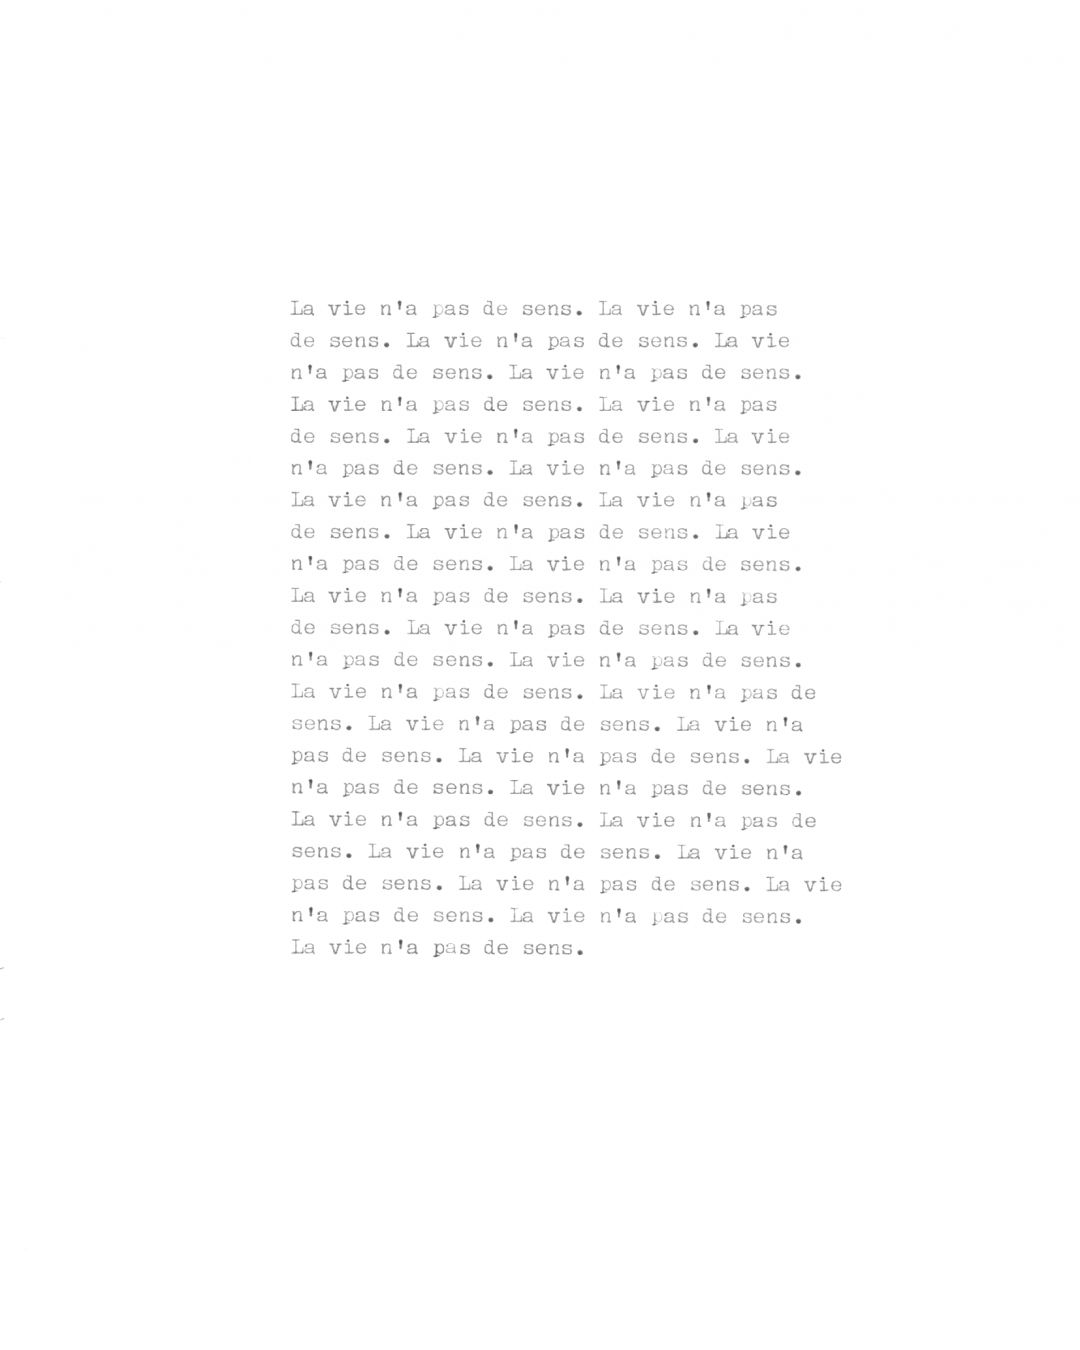 La vie n'a pas de sens. La vie n'a pas
de sens. La vie n'a pas de sens. La vie
n'a pas de sens. La vie n'a pas de sens.
La vie n'a pas de sens. La vie n'a pas
de sens. La vie n'a pas de sens. La vie
n'a pas de sens. La vie n'a pas de sens.
La vie n'a pas de sens. La vie n'a pas
de sens. La vie n'a pas de sens. La vie
n'a pas de sens. La vie n'a pas de sens.
La vie n'a pas de sens. La vie n'a pas
de sens. La vie n'a pas de sens. La vie
n'a pas de sens. La vie n'a pas de sens.
La vie n'a pas de sens. La vie n'a pas de
sens. La vie n'a pas de sens. La vie n'a
pas de sens. La vie n'a pas de sens. La vie
n'a pas de sens. La vie n'a pas de sens.
La vie n'a pas de sens. La vie n'a pas de
sens. La vie n'a pas de sens. La vie n'a
pas de sens. La vie n'a pas de sens. La vie
n'a pas de sens. La vie n'a pas de sens.
La vie n'a pas de sens.